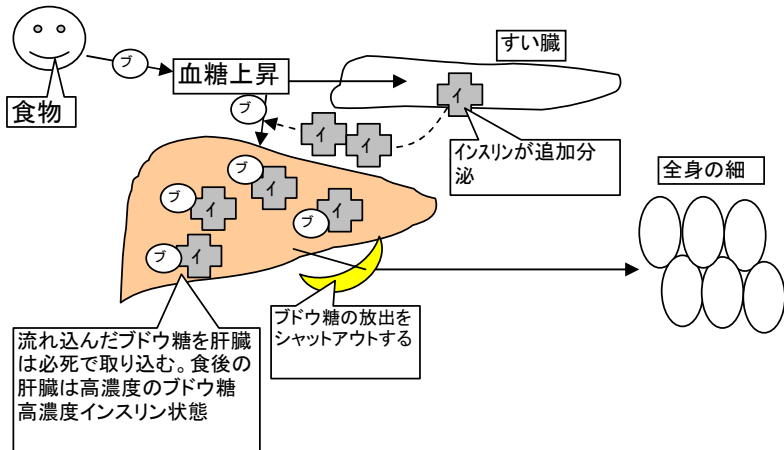 すい臓
ブ
血糖上昇
食物
イ
ブ
イ
イ
インスリンが追加分
泌
全身の細
ブ
イ
ブ
イ
ブ
イ
ブ
イ
ブドウ糖の放出を
シャットアウトする
流れ込んだブドウ糖を肝臓
は必死で取り込む。食後の
肝臓は高濃度のブドウ糖
高濃度インスリン状態